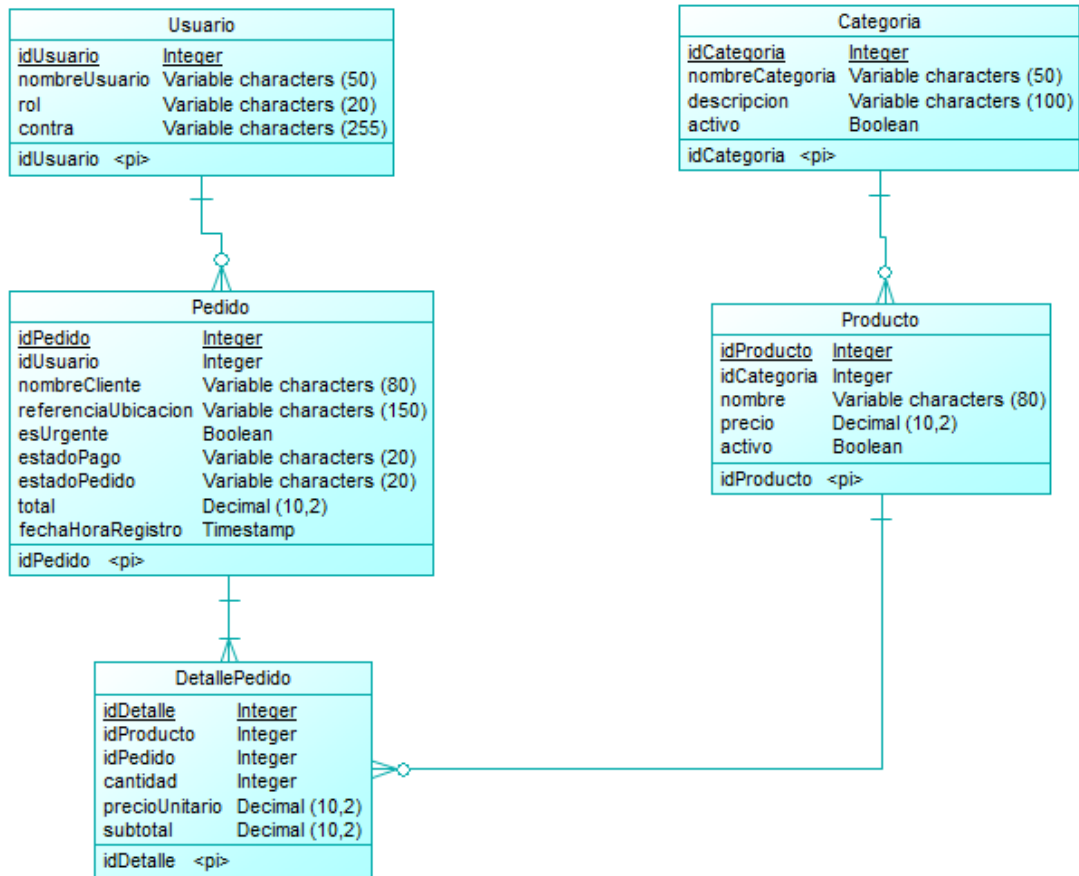 Usuario
idUsuario Integer
nombreUsuario Variable characters (50)
rol Variable characters (20)
contra Variable characters (255)
idUsuario <pi>
Categoria
idCategoria Integer
nombreCategoria Variable characters (50)
descripcion Variable characters (100)
activo Boolean
idCategoria <pi>
Pedido
idPedido Integer
idUsuario Integer
nombreCliente Variable characters (80)
referenciaUbicacion Variable characters (150)
esUrgente Boolean
estadoPago Variable characters (20)
estadoPedido Variable characters (20)
total Decimal (10,2)
fechaHoraRegistro Timestamp
idPedido <pi>
Producto
idProducto Integer
idCategoria Integer
nombre Variable characters (80)
precio Decimal (10,2)
activo Boolean
idProducto <pi>
DetallePedido
idDetalle Integer
idProducto Integer
idPedido Integer
cantidad Integer
precioUnitario Decimal (10,2)
subtotal Decimal (10,2)
idDetalle <pi>